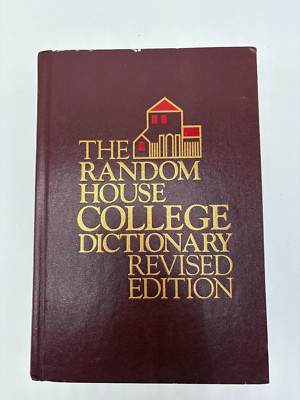 THE
RANDOM
HOUSE
COLLEGE
DICTIONARY
REVISED
EDITION